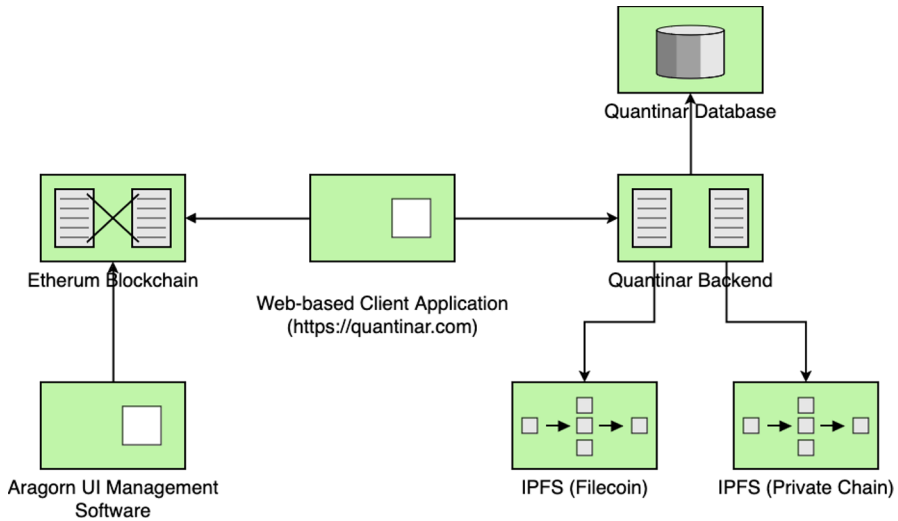 Quantinar Database
Etherum Blockchain
Web-based Client Application
(https://quantinar.com)
Quantinar Backend
Aragorn UI Management
Software
IPFS (Filecoin)
IPFS (Private Chain)